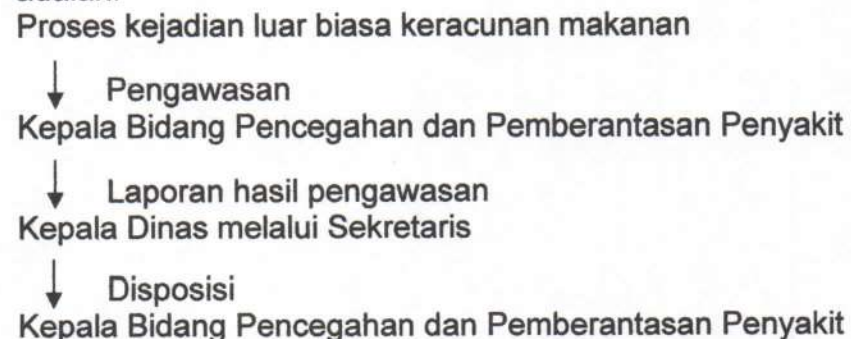 Proses kejadian luar biasa keracunan makanan
Pengawasan
Kepala Bidang Pencegahan dan Pemberantasan Penyakit
Laporan hasil pengawasan
Kepala Dinas melalui Sekretaris
Disposisi
Kepala Bidang Pencegahan dan Pemberantasan Penyakit